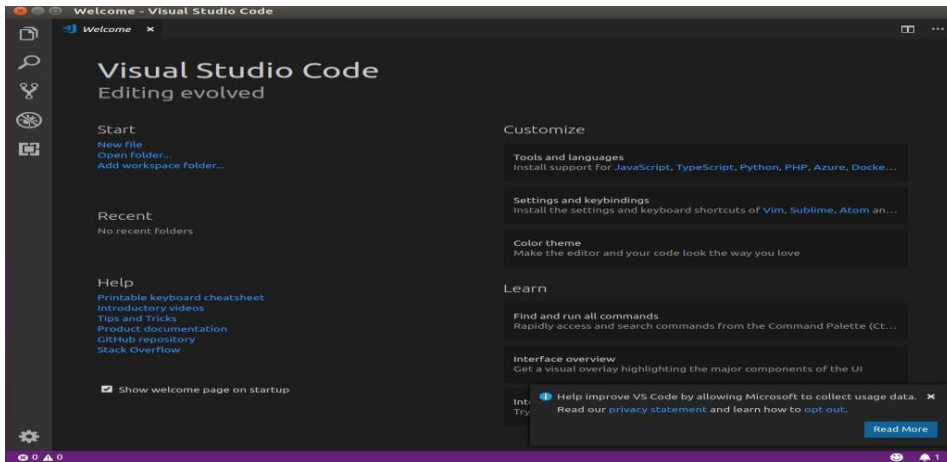 Welcome - Visual Studio Code
Welcome
Visual Studio Code
Editing evolved
Start
New file
Open folder...
Add workspace folder...
Recent
No recent folders
Help
Printable keyboard cheatsheet
Introductory videos
Tips and Tricks
Product documentation
GitHub repository
Stack Overflow
Show welcome page on startup
Customize
Tools and languages
Install support for JavaScript, TypeScript, Python, PHP, Azure, Docke...
Settings and keybindings
Install the settings and keyboard shortcuts of Vim, Sublime, Atom an...
Color theme
Make the editor and your code look the way you love
Learn
Find and run all commands
Rapidly access and search commands from the Command Palette (Ct...
Interface overview
Get a visual overlay highlighting the major components of the UI
Int
Try
Help improve VS Code by allowing Microsoft to collect usage data.
Read our privacy statement and learn how to opt out.
Read More
0 0
1